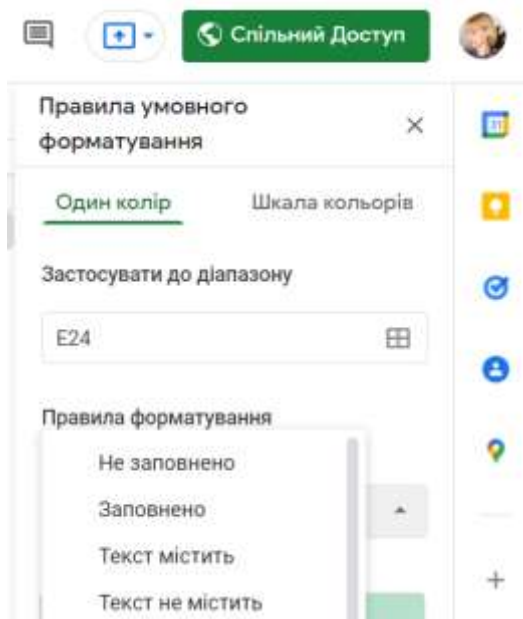 Спільний Доступ
Правила умовного
форматування
Один колір Шкала кольорів
Застосувати до діапазону
E24
Правила форматування
Не заповнено
Заповнено
Текст містить
Текст не містить
31